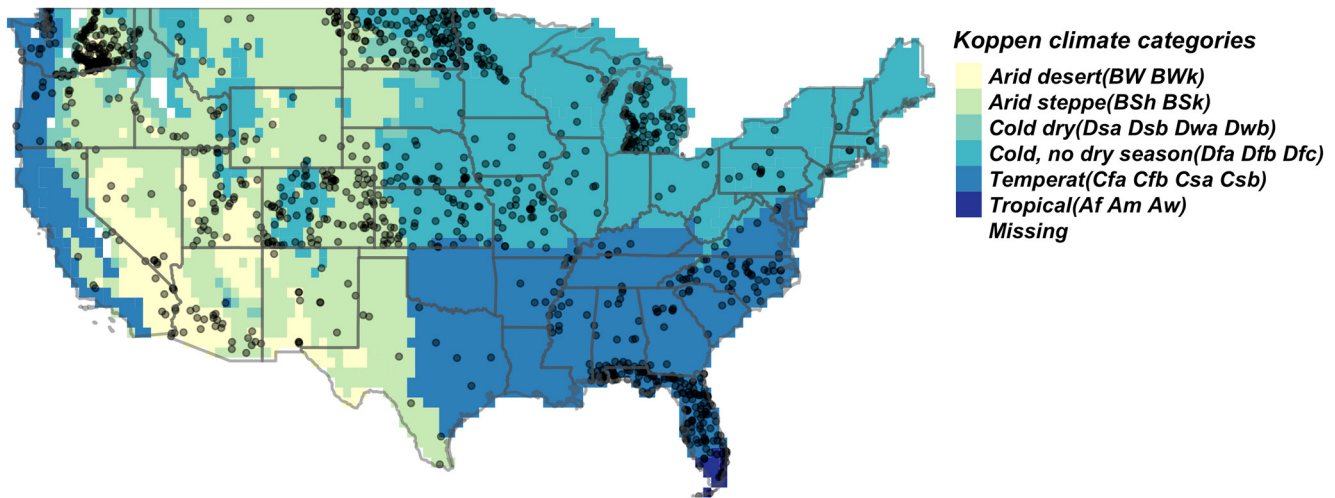 Koppen climate categories
Arid desert(BW BWk)
Arid steppe(BSh BSk)
Cold dry(Dsa Dsb Dwa Dwb)
Cold, no dry season(Dfa Dfb Dfc)
Temperat(Cfa Cfb Csa Csb)
Tropical(Af Am Aw)
Missing